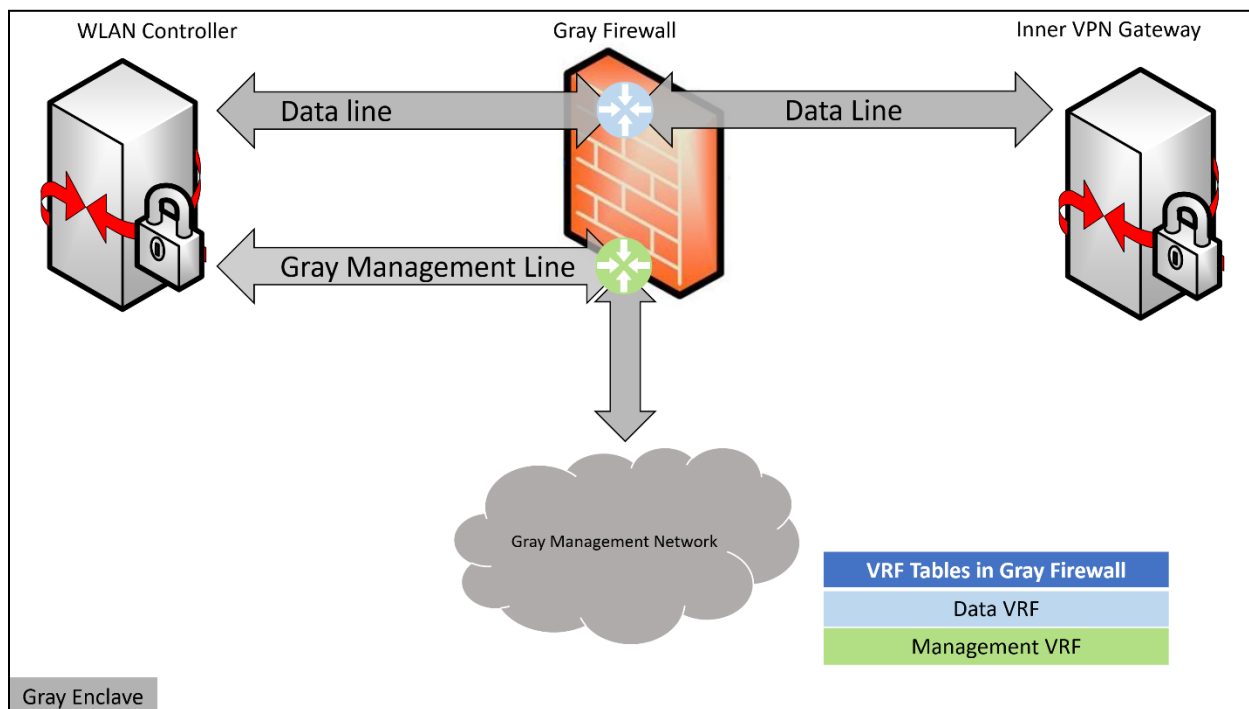 WLAN Controller
Gray Firewall
Inner VPN Gateway
Data line
Data Line
Gray Management Line
Gray Management Network
VRF Tables in Gray Firewall
Data VRF
Management VRF
Gray Enclave